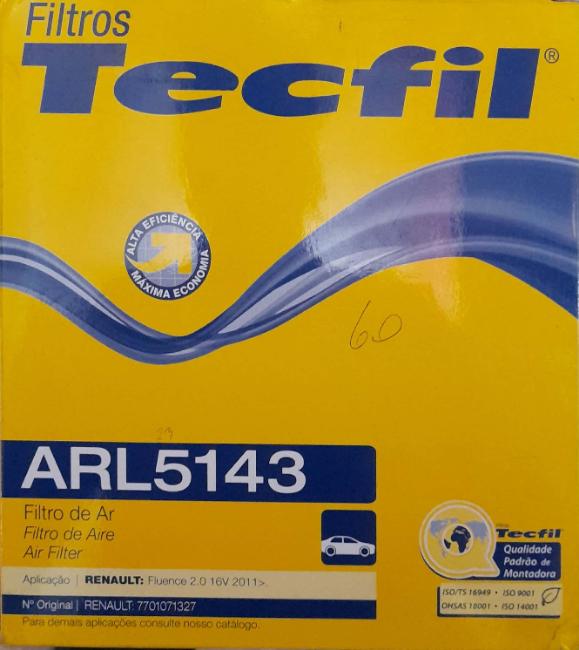 Filtros
Tecfil®
ALTA EFICIÊNCIA
MÁXIMA ECONOMIA
60
ARL5143
Filtro de Ar
Filtro de Aire
Air Filter
Aplicação | RENAULT: Fluence 2.0 16V 2011>.
Nº Original | RENAULT: 7701071327
Para demais aplicações consulte nosso catálogo.
Filtros
Tecfil®
Qualidade
Padrão de
Montadora
ISO/TS 16949 • ISO 9001
OHSAS 18001 • ISO 14001